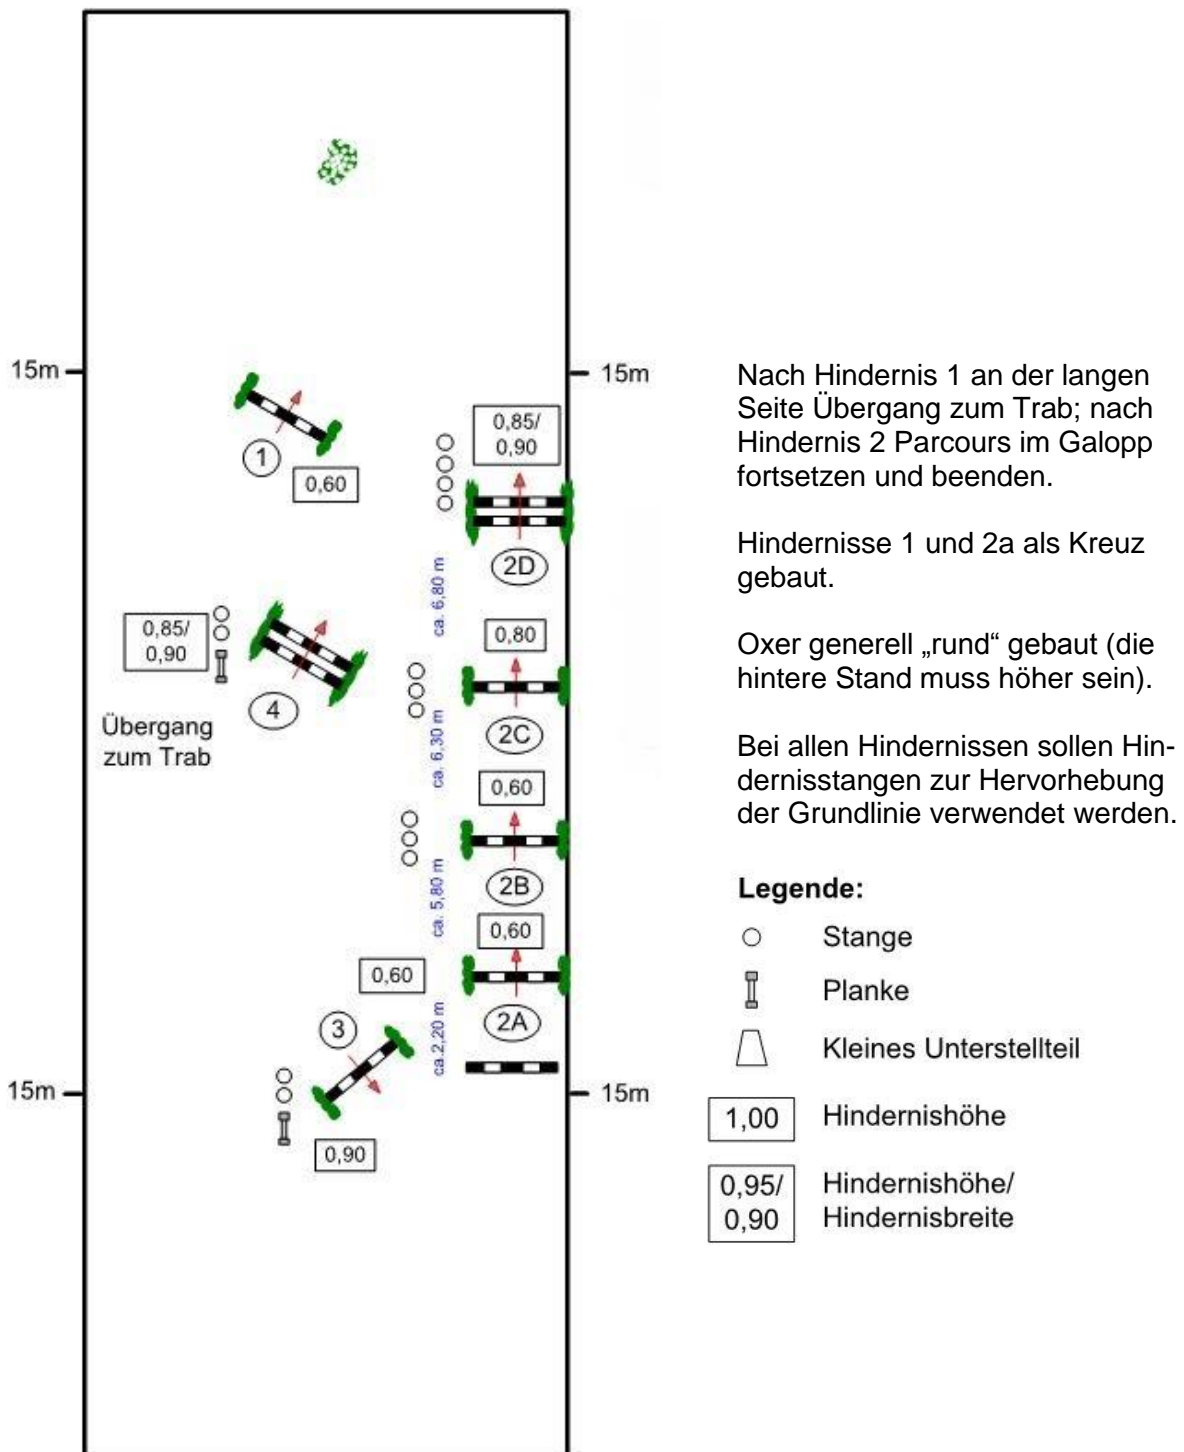 15m
15m
1
0,60
0,85/
0,90
2D
ca. 6,80 m
0,80
0,85/
0,90
4
Übergang
zum Trab
2C
ca. 6,30 m
0,60
2B
ca. 5,80 m
0,60
0,60
2A
ca.2,20 m
3
15m
15m
0,90
Nach Hindernis 1 an der langen
Seite Übergang zum Trab; nach
Hindernis 2 Parcours im Galopp
fortsetzen und beenden.
Hindernisse 1 und 2a als Kreuz
gebaut.
Oxer generell „rund“ gebaut (die
hintere Stand muss höher sein).
Bei allen Hindernissen sollen Hin-
dernisstangen zur Hervorhebung
der Grundlinie verwendet werden.
Legende:
Stange
Planke
Kleines Unterstellteil
1,00 Hindernishöhe
0,95/ Hindernishöhe/
0,90 Hindernisbreite